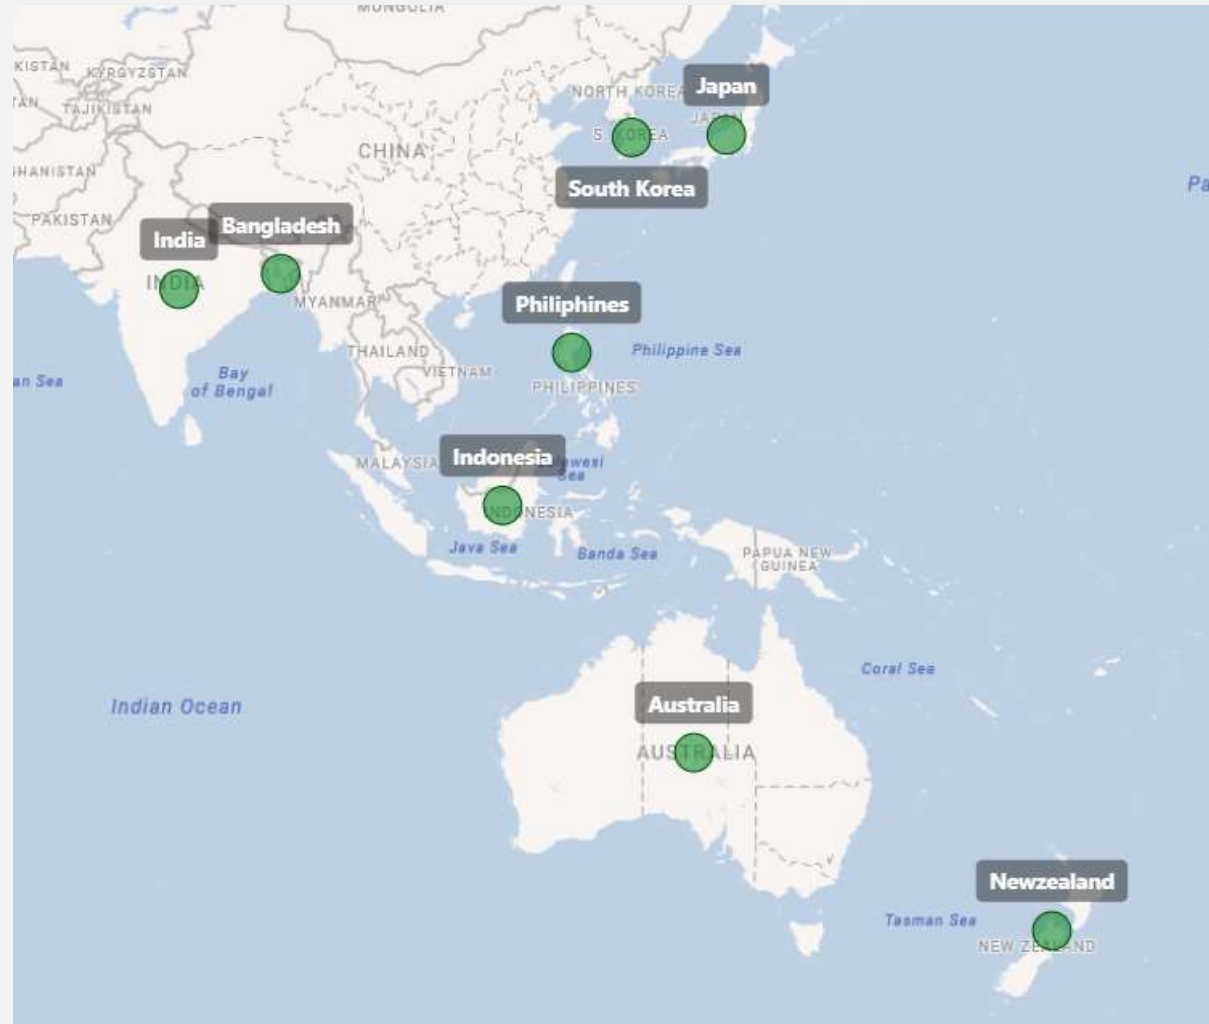 MONGOLIA
KISTAN
KYRGYZSTAN
TAJIKISTAN
NORTH KOREA
Japan
JAPAN
S. KOREA
CHINA
South Korea
PAKISTAN
Bangladesh
India
INDIA
MYANMAR
Philiphines
THAILAND
VIETNAM
Philippine Sea
PHILIPPINES
an Sea
Bay
of Bengal
MALAYSIA
Indonesia
Sea
INDONESIA
Java Sea
Banda Sea
PAPUA NEW
GUINEA
Coral Sea
Indian Ocean
Australia
AUSTRALIA
Newzealand
Tasman Sea
NEW ZEALAND
Pa